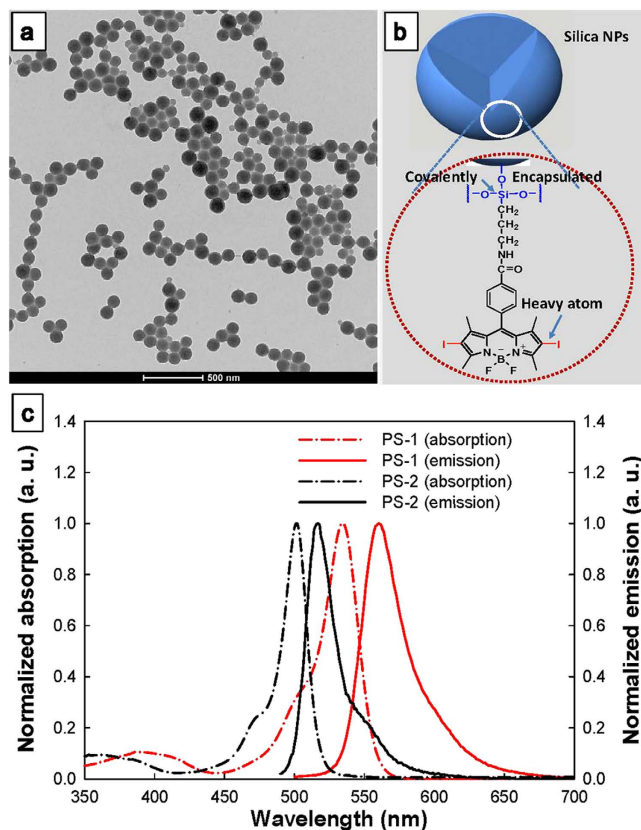 a
500 nm
b
Silica NPs
Covalently
Encapsulated
O
O Si O
CH2
CH2
CH2
NH
C=O
Heavy atom
I
I
N
N+
B-
F
F
c
Normalized absorption (a. u.)
Normalized emission (a. u.)
1.4
1.2
1.0
0.8
0.6
0.4
0.2
0.0
1.4
1.2
1.0
0.8
0.6
0.4
0.2
0.0
PS-1 (absorption)
PS-1 (emission)
PS-2 (absorption)
PS-2 (emission)
350 400 450 500 550 600 650 700
Wavelength (nm)